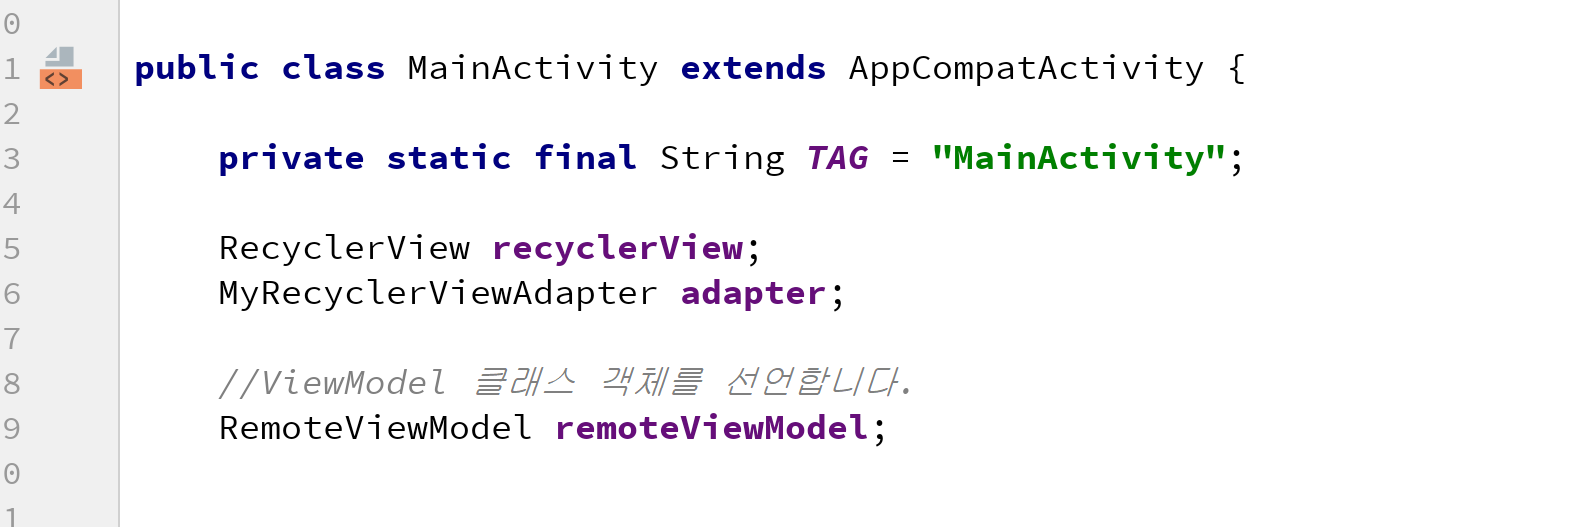 0
1 <> public class MainActivity extends AppCompatActivity {
2
3 private static final String TAG = "MainActivity";
4
5 RecyclerView recyclerView;
6 MyRecyclerViewAdapter adapter;
7
8 //ViewModel 클래스 객체를 선언합니다.
9 RemoteViewModel remoteViewModel;
0
1